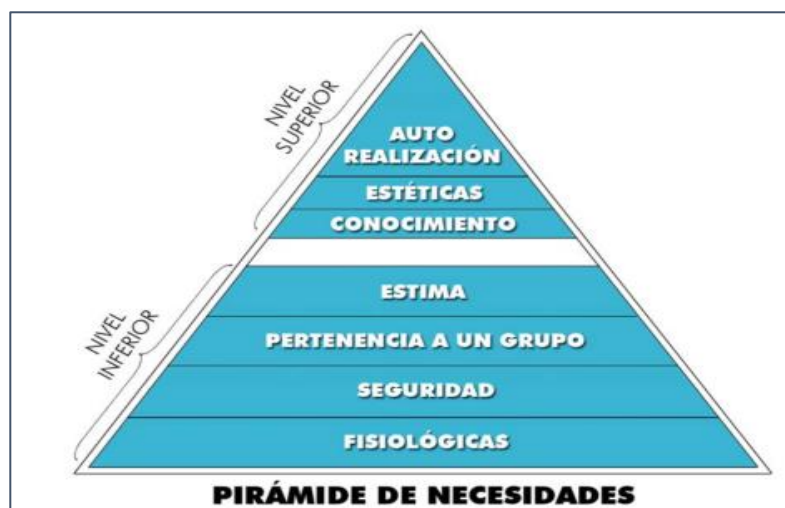 NIVEL
SUPERIOR
AUTO
REALIZACIÓN
ESTÉTICAS
CONOCIMIENTO
NIVEL
INFERIOR
ESTIMA
PERTENENCIA A UN GRUPO
SEGURIDAD
FISIOLÓGICAS
PIRÁMIDE DE NECESIDADES